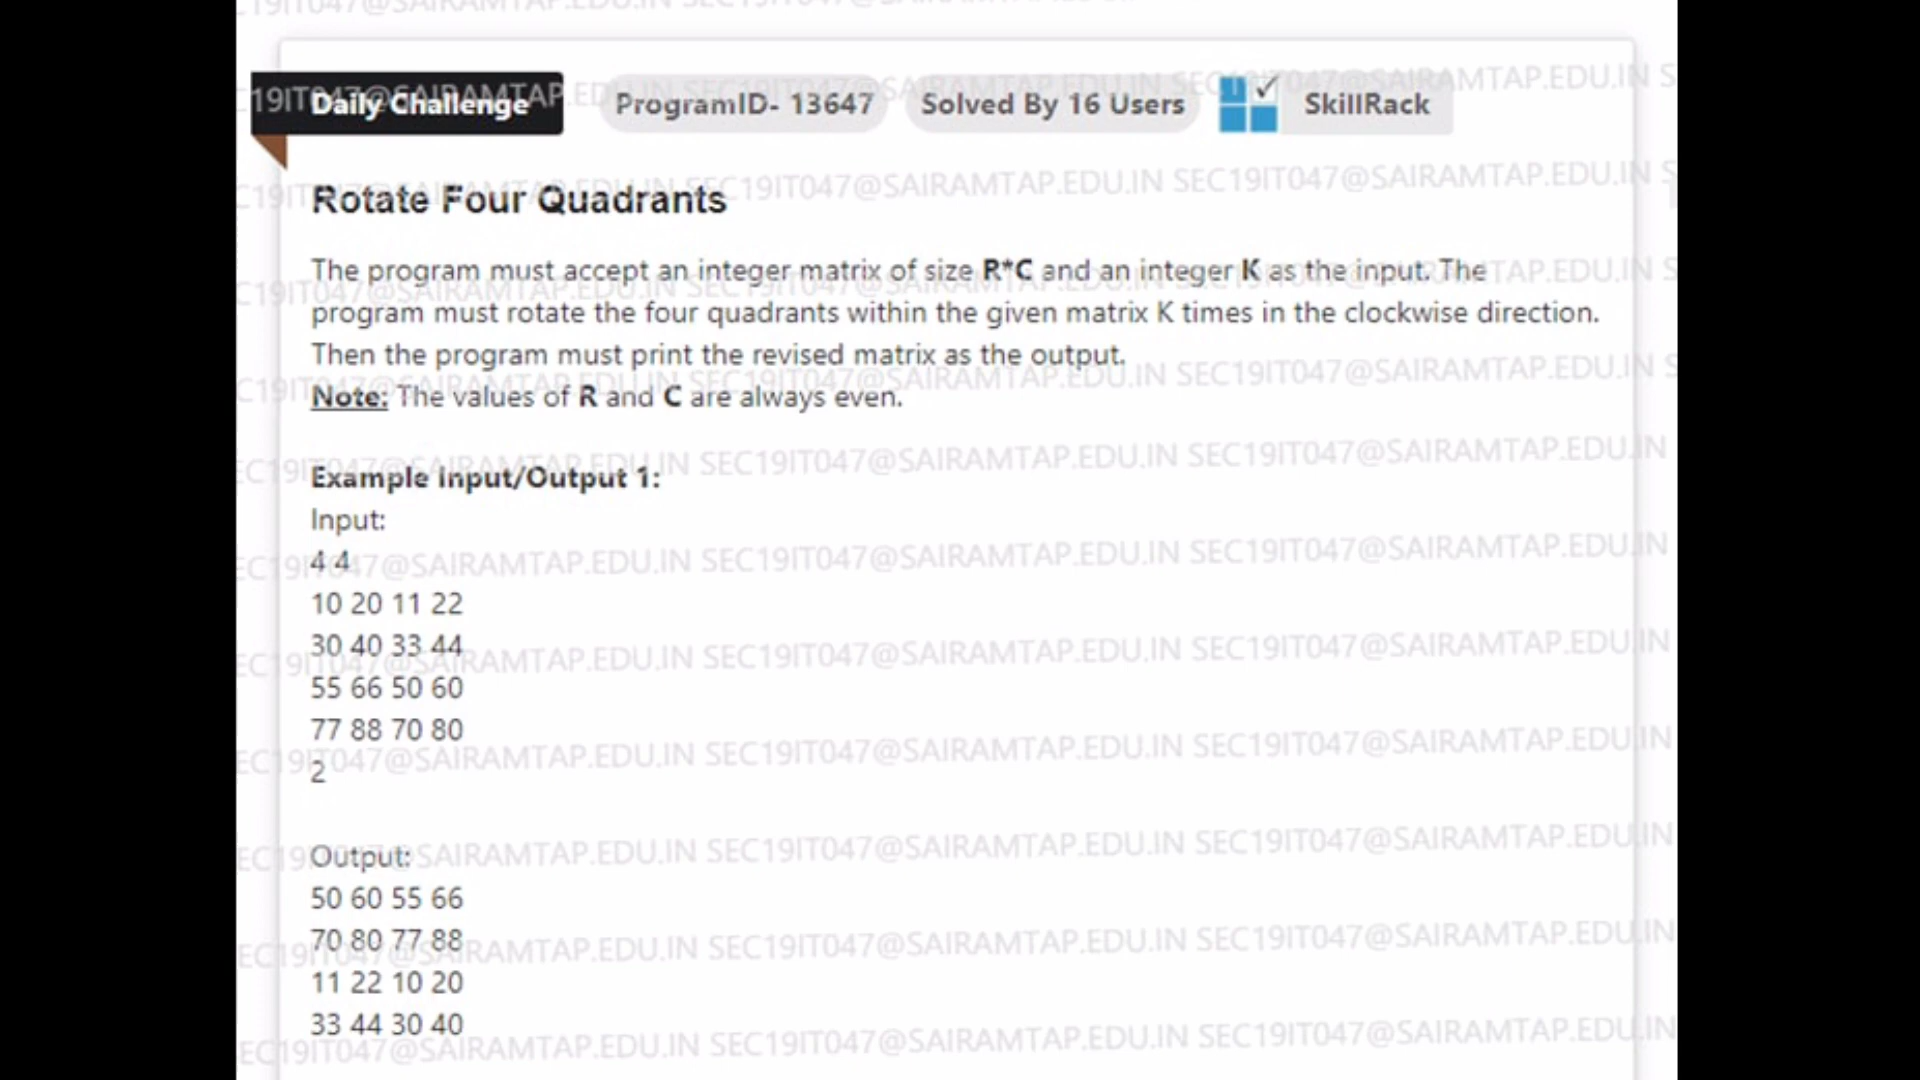 Daily Challenge ProgramID- 13647 Solved By 16 Users SkillRack
Rotate Four Quadrants
The program must accept an integer matrix of size R*C and an integer K as the input. The
program must rotate the four quadrants within the given matrix K times in the clockwise direction.
Then the program must print the revised matrix as the output.
Note: The values of R and C are always even.
Example Input/Output 1:
Input:
4 4
10 20 11 22
30 40 33 44
55 66 50 60
77 88 70 80
2
Output:
50 60 55 66
70 80 77 88
11 22 10 20
33 44 30 40